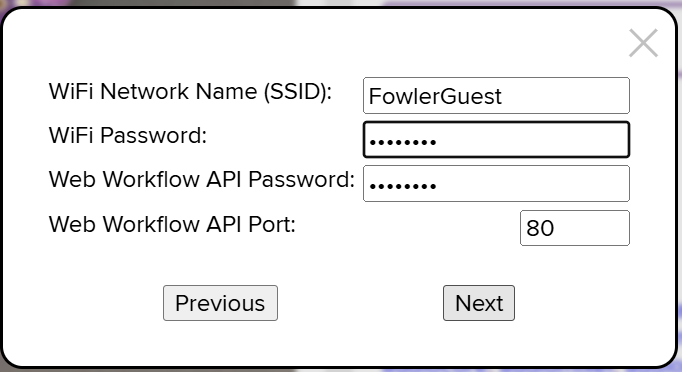 WiFi Network Name (SSID): FowlerGuest
WiFi Password: ••••••••
Web Workflow API Password: ••••••••
Web Workflow API Port: 80
Previous Next